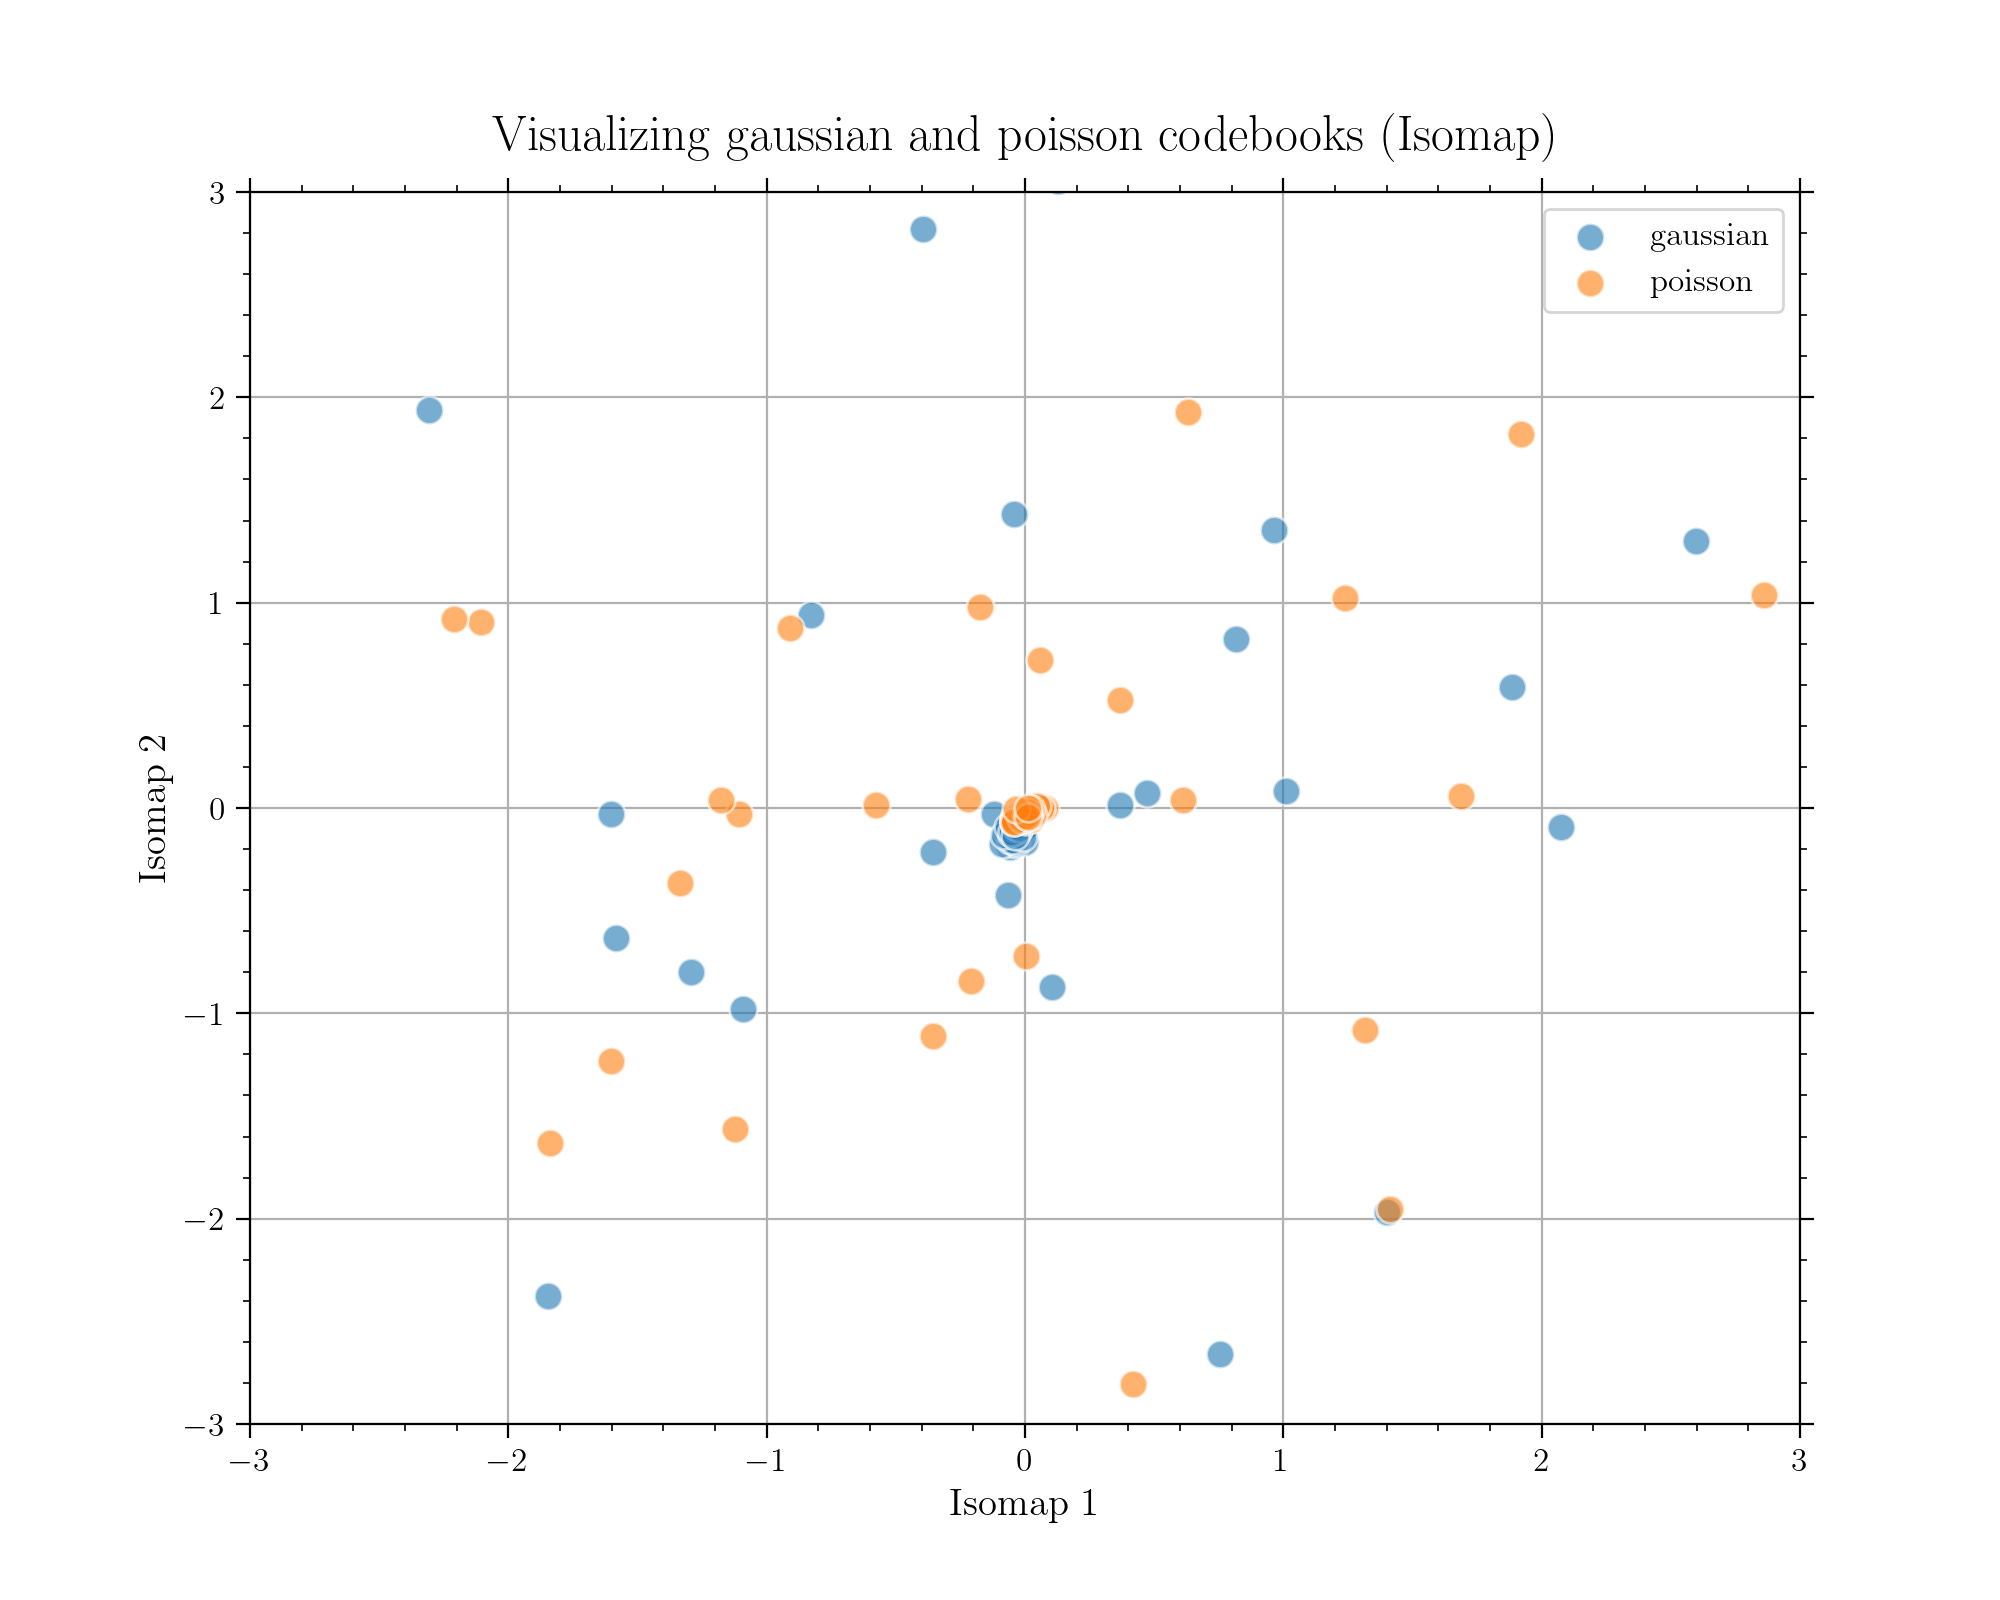 Visualizing gaussian and poisson codebooks (Isomap)
gaussian
poisson
Isomap 2
3
2
1
0
−1
−2
−3
−3
−2
−1
0
1
2
3
Isomap 1